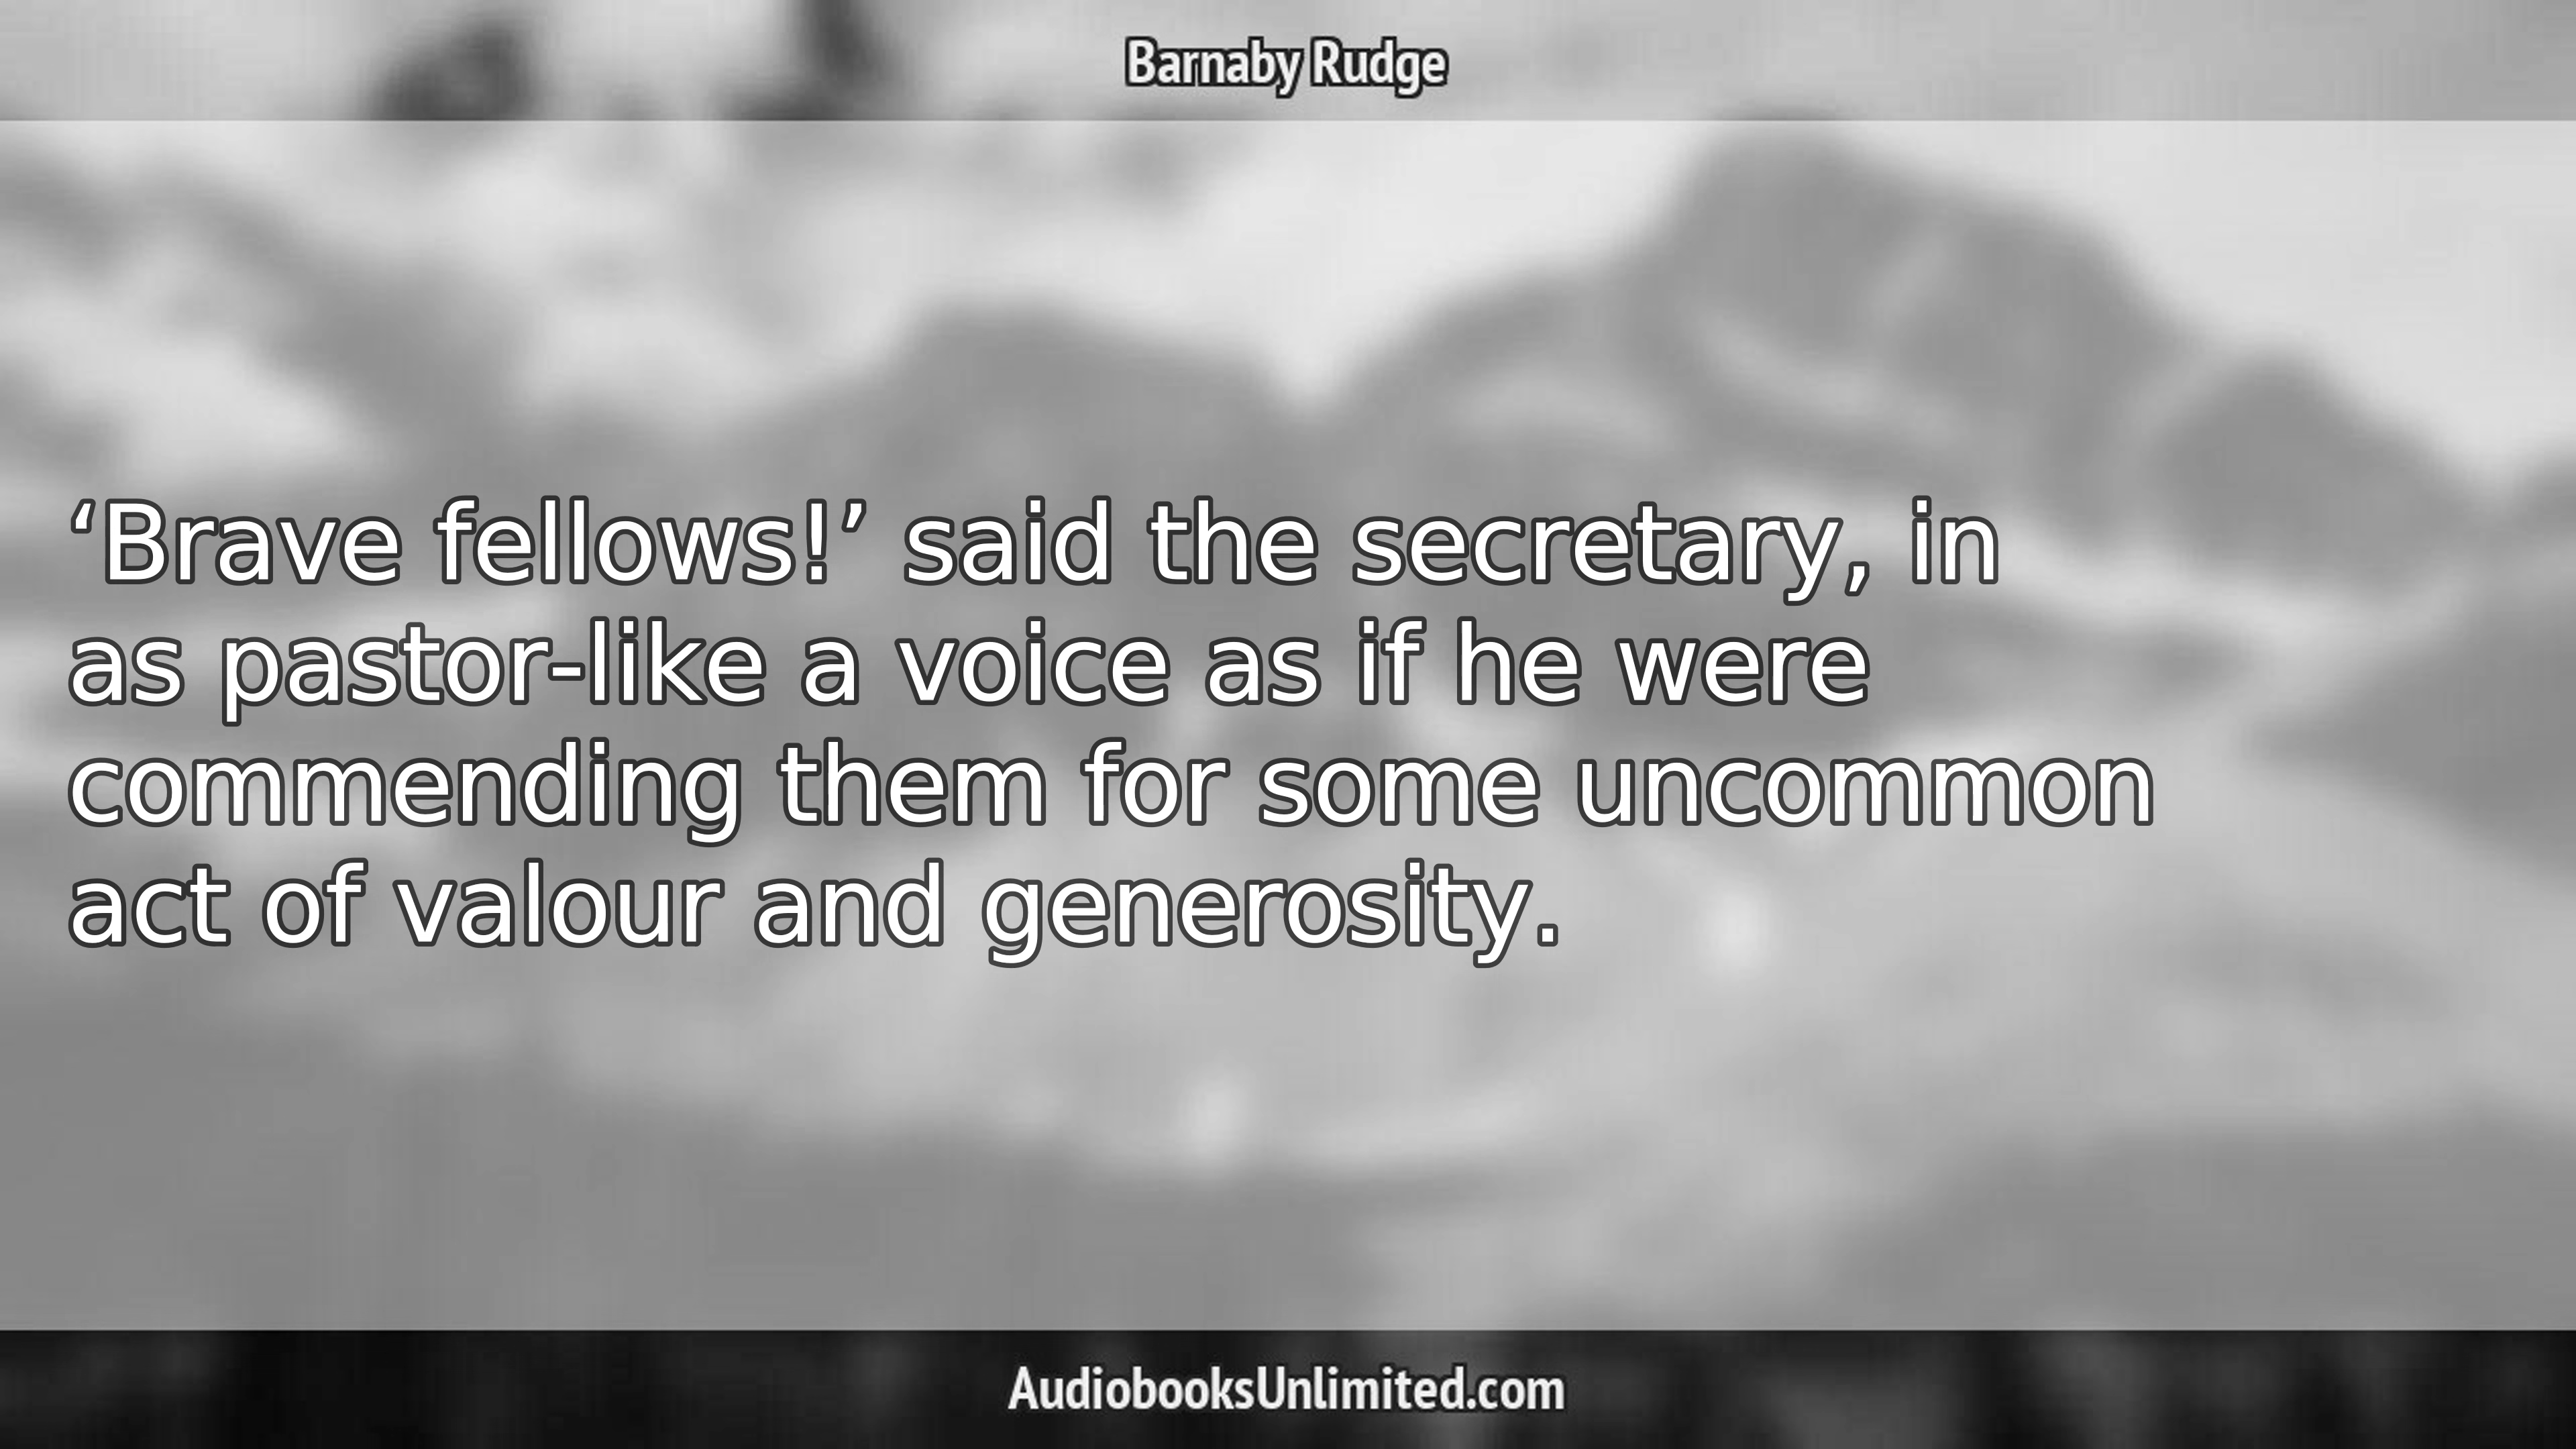 Barnaby Rudge
‘Brave fellows!’ said the secretary, in
as pastor-like a voice as if he were
commending them for some uncommon
act of valour and generosity.
AudiobooksUnlimited.com